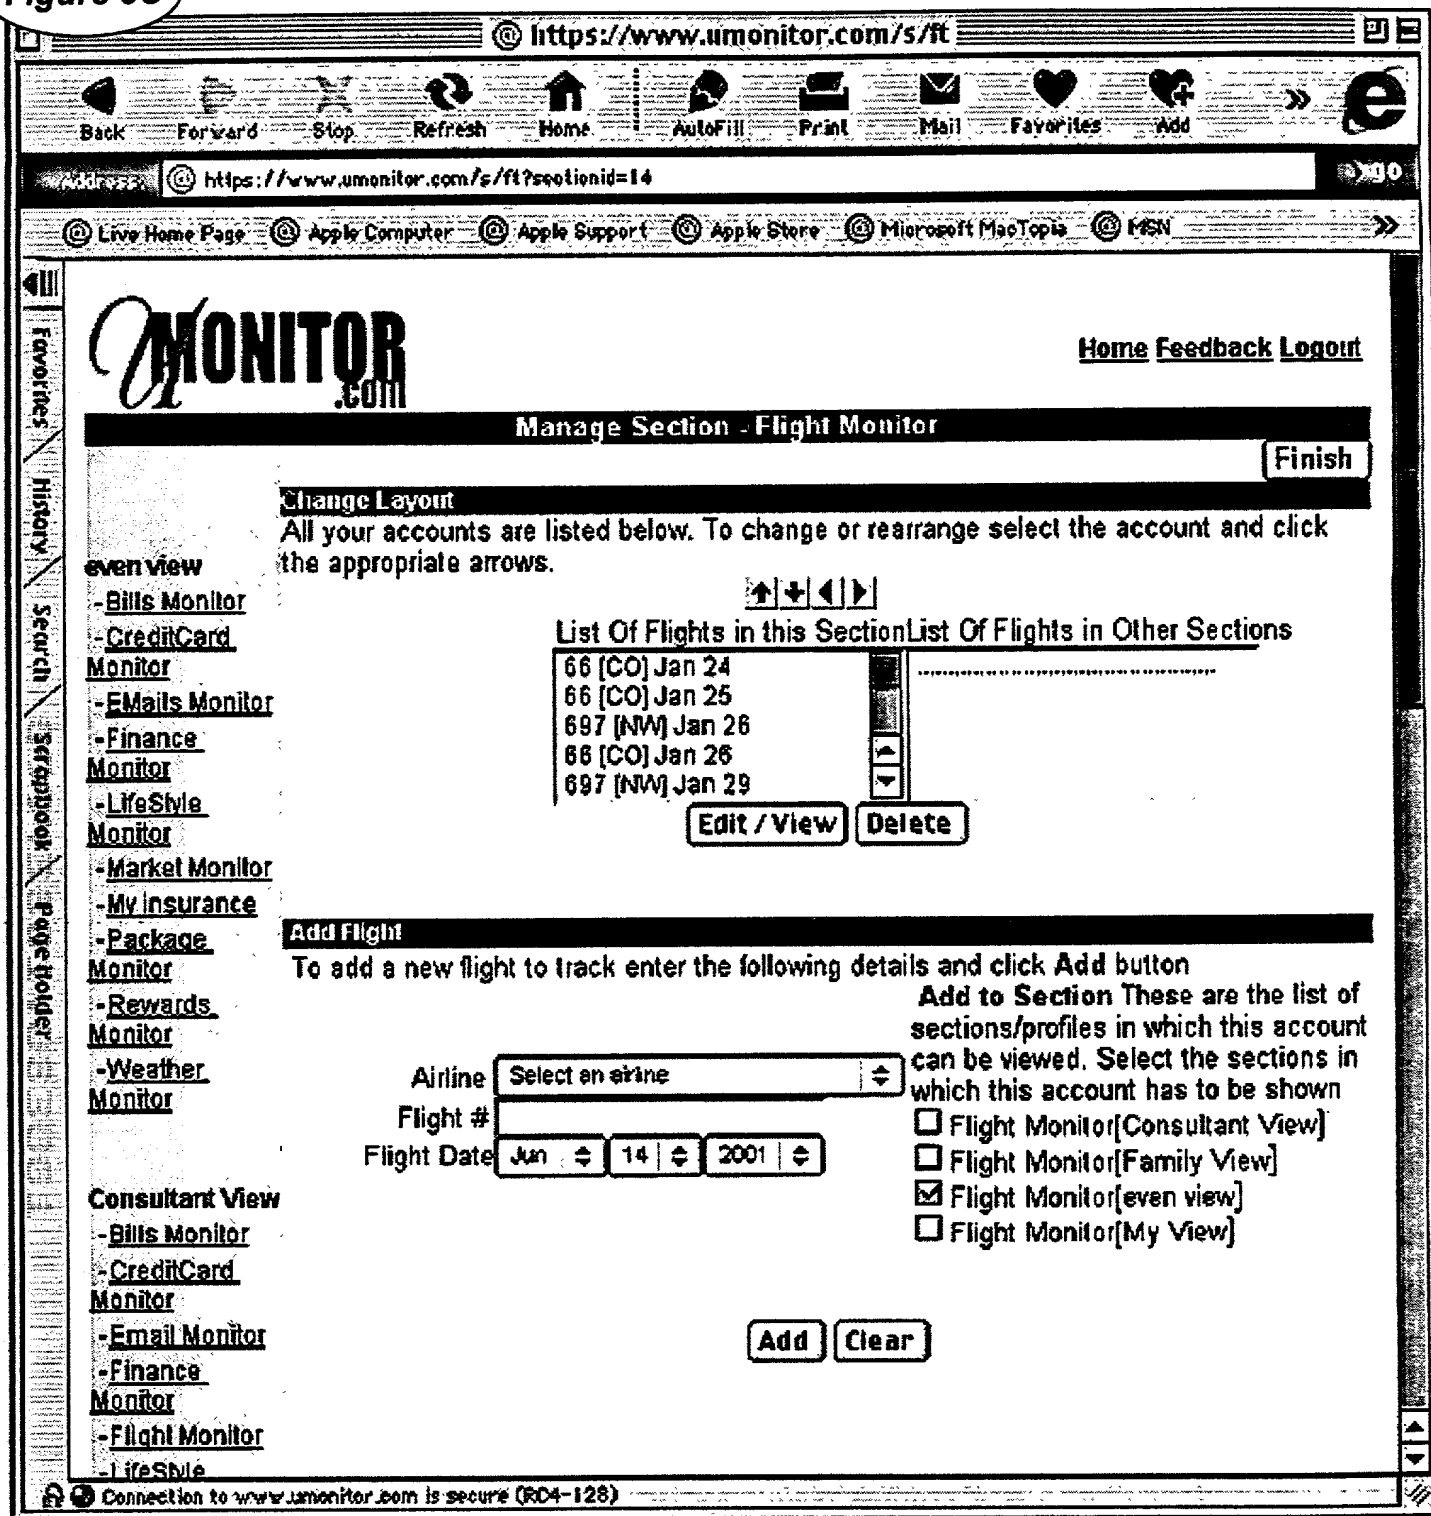 Figure
@ https://www.umonitor.com/s/ft
Back Forward Stop Refresh Home AutoFill Print Mail Favorites Add »
Address @ https://www.umonitor.com/s/ft?sectionid=14 go
@ Live Home Page @ Apple Computer @ Apple Support @ Apple Store @ Microsoft MacTopia @ MSN »
Favorites
History
Search
Scrapbook
Page Holder
UMONITOR
.com
Home Feedback Logout
Manage Section - Flight Monitor
Finish
Change Layout
All your accounts are listed below. To change or rearrange select the account and click
the appropriate arrows.
List Of Flights in this Section List Of Flights in Other Sections
66 [CO] Jan 24
66 [CO] Jan 25
697 [NW] Jan 26
66 [CO] Jan 26
697 [NW] Jan 29
Edit / View Delete
even view
-Bills Monitor
-CreditCard
Monitor
-EMails Monitor
-Finance
Monitor
-LifeStyle
Monitor
-Market Monitor
-My Insurance
-Package
Monitor
-Rewards
Monitor
-Weather
Monitor
Consultant View
-Bills Monitor
-CreditCard
Monitor
-Email Monitor
-Finance
Monitor
-Flight Monitor
-LifeStyle
Add Flight
To add a new flight to track enter the following details and click Add button
Airline Select an airline
Flight #
Flight Date Jun 14 2001
Add to Section These are the list of
sections/profiles in which this account
can be viewed. Select the sections in
which this account has to be shown
Flight Monitor[Consultant View]
Flight Monitor[Family View]
Flight Monitor[even view]
Flight Monitor[My View]
Add Clear
Connection to www.umonitor.com is secure (RC4-128)